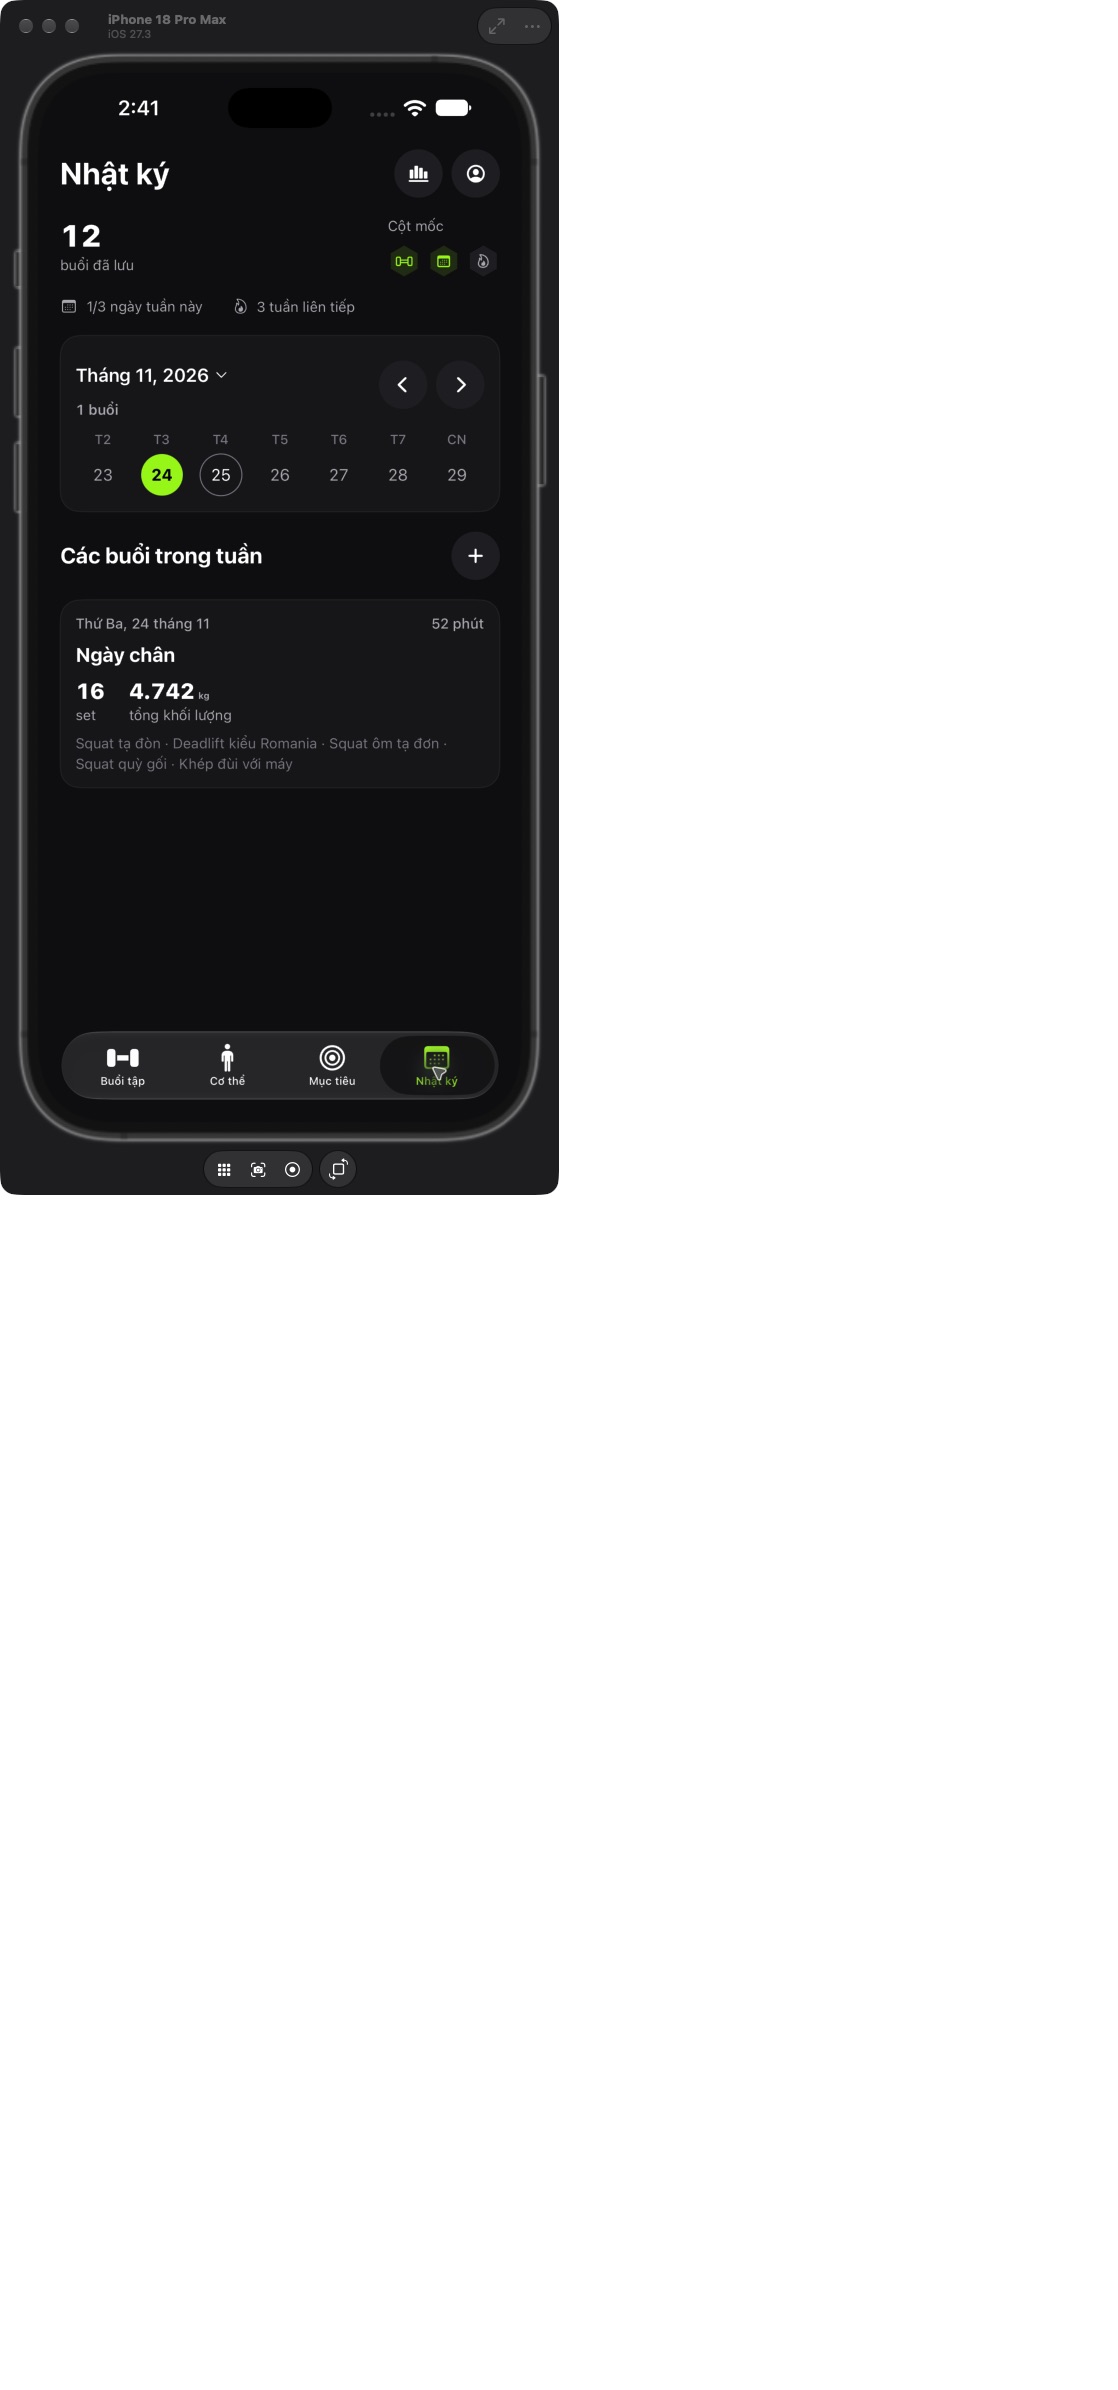 iPhone 18 Pro Max
iOS 27.3
2:41
Nhật ký
12
buổi đã lưu
Cột mốc
1/3 ngày tuần này
3 tuần liên tiếp
Tháng 11, 2026
1 buổi
T2 T3 T4 T5 T6 T7 CN
23 24 25 26 27 28 29
Các buổi trong tuần
Thứ Ba, 24 tháng 11
52 phút
Ngày chân
16 4.742 kg
set tổng khối lượng
Squat tạ đòn · Deadlift kiểu Romania · Squat ôm tạ đơn ·
Squat quỳ gối · Khép đùi với máy
Buổi tập
Cơ thể
Mục tiêu
Nhật ký